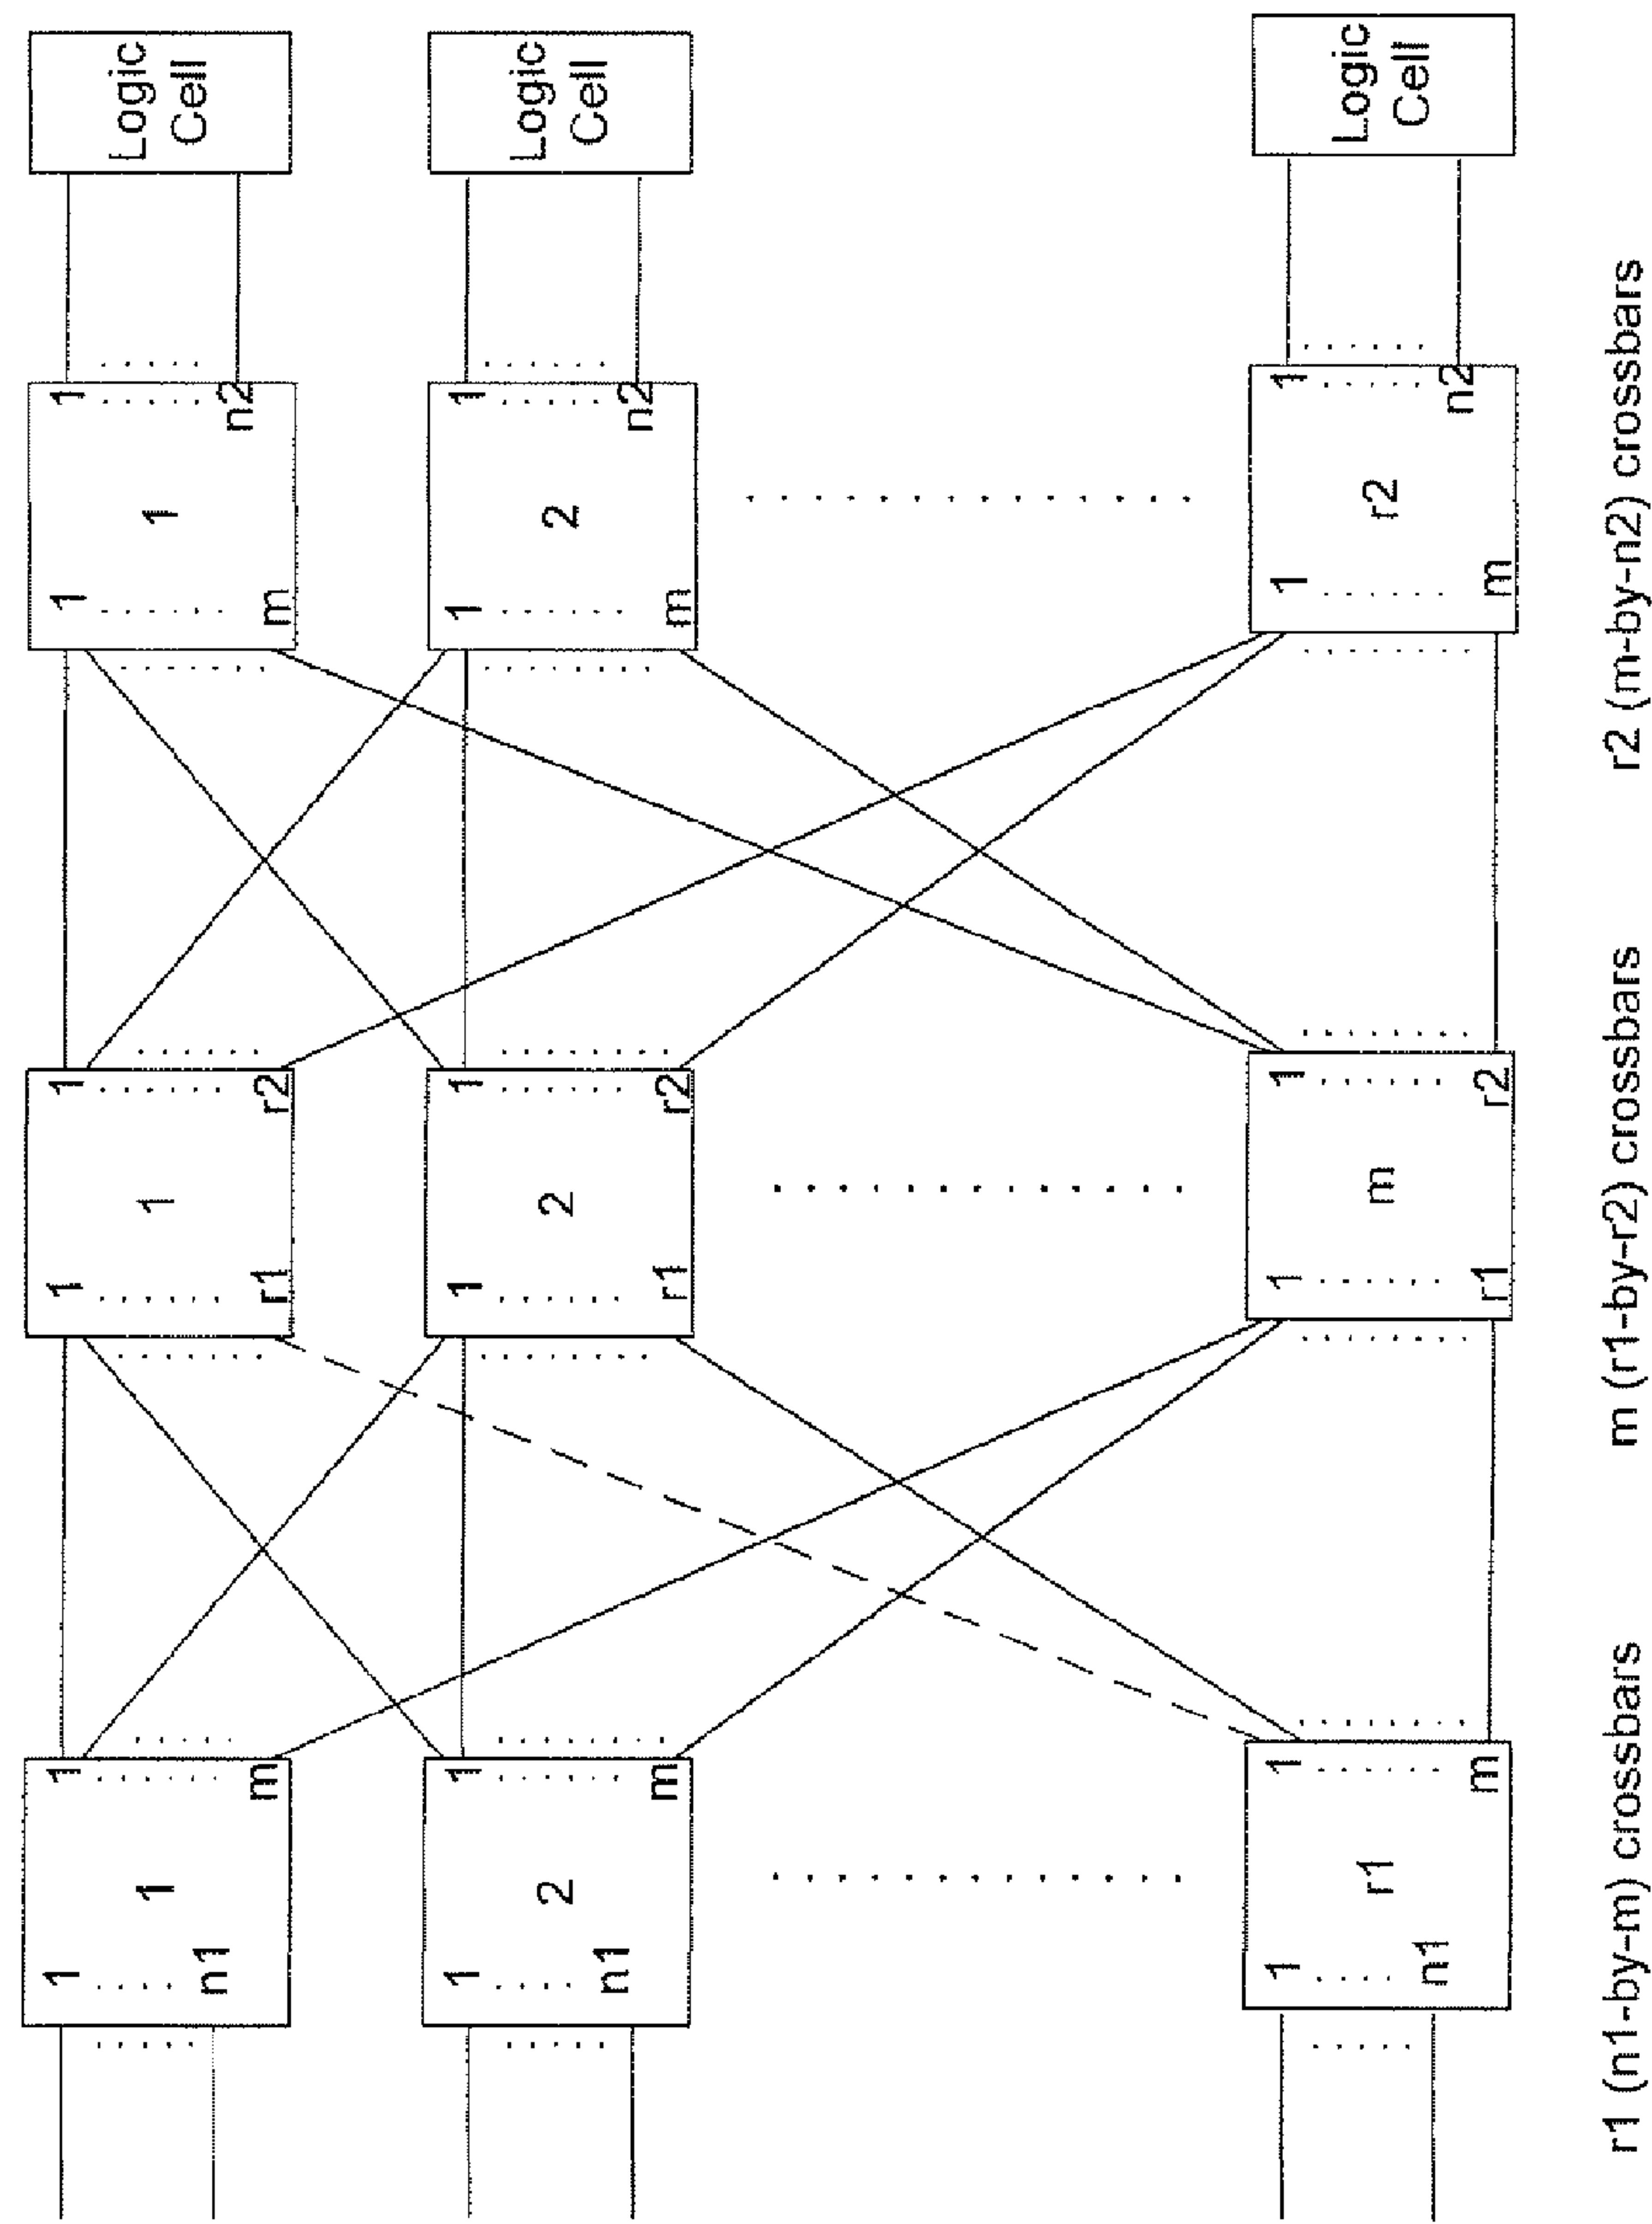 1 1 1 1 1 1 Logic
1 1 1 Cell
n1 m r1 r2 m n2
1 1 1 1 1 1 Logic
2 2 2 Cell
n1 m r1 r2 m n2
1 1 1 1 1 1 Logic
r1 m r2 Cell
n1 m r1 r2 m n2
r1 (n1-by-m) crossbars m (r1-by-r2) crossbars r2 (m-by-n2) crossbars